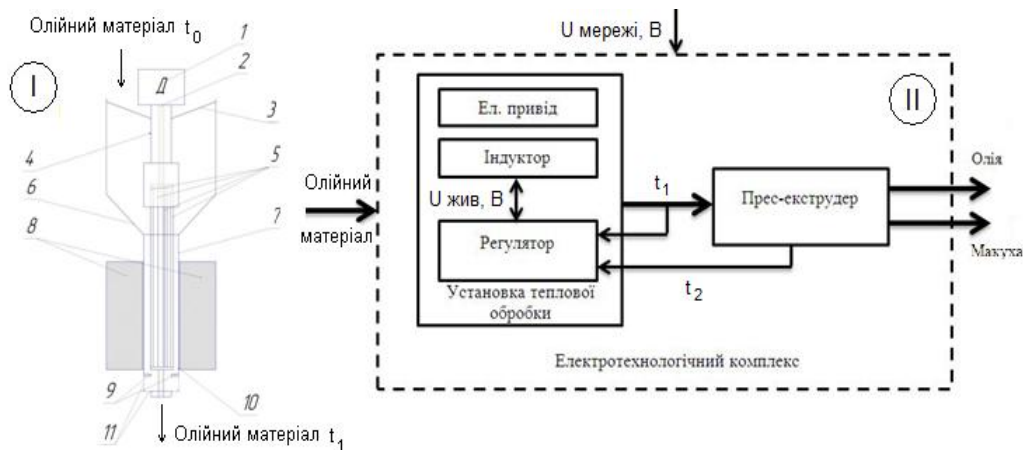 Олійний матеріал t₀
I
1
Д
2
3
4
5
6
7
8
9
10
11
Олійний матеріал t₁
U мережі, В
II
Ел. привід
Індуктор
U жив, В
Регулятор
Установка теплової
обробки
Олійний
матеріал
t₁
t₂
Прес-екструдер
Олія
Макуха
Електротехнологічний комплекс